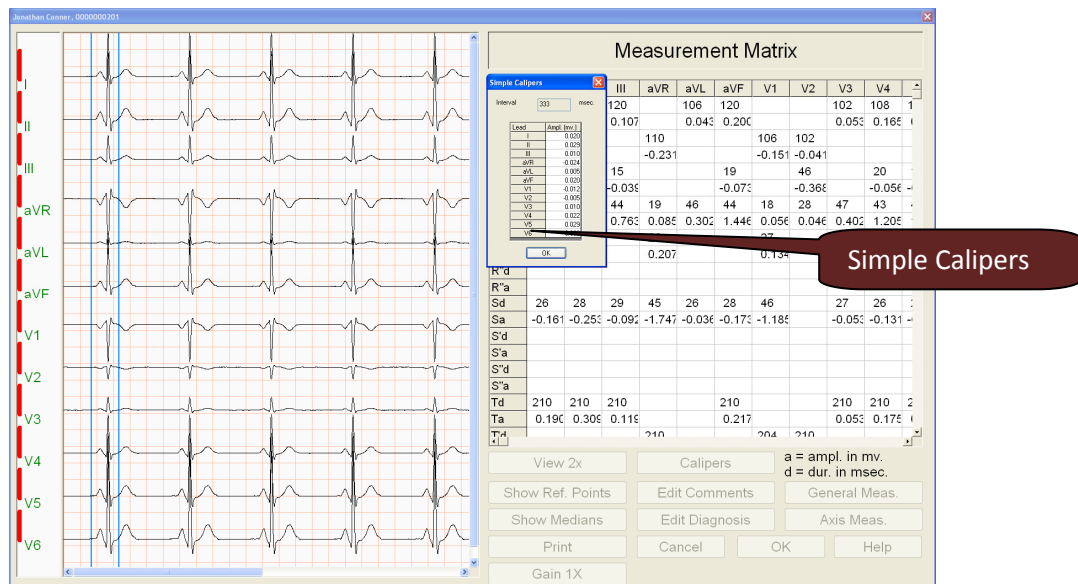 Jonathan Conner, 0000000201
Measurement Matrix
I
II
III
aVR
aVL
aVF
V1
V2
V3
V4
V5
V6
Simple Calipers
Interval 333 msec.
Lead Ampl. (mv.)
I 0.020
II 0.029
III 0.010
aVR -0.024
aVL 0.005
aVF 0.020
V1 -0.012
V2 -0.005
V3 0.010
V4 0.022
V5 0.029
V6
OK
III aVR aVL aVF V1 V2 V3 V4
120 106 120 102 108 1
0.107 0.043 0.200 0.053 0.165
110 106 102
-0.231 -0.151 -0.041
15 19 46 20
-0.039 -0.073 -0.368 -0.056
44 19 46 44 18 28 47 43
0.763 0.085 0.302 1.446 0.056 0.046 0.402 1.205
0.207 0.134
R"d
R"a
Sd 26 28 29 45 26 28 46 27 26
Sa -0.161 -0.253 -0.092 -1.747 -0.036 -0.173 -1.185 -0.053 -0.131
S'd
S'a
S"d
S"a
Td 210 210 210 210 210 210 2
Ta 0.190 0.309 0.119 0.217 0.053 0.175
T'd 210 204 210
Simple Calipers
a = ampl. in mv.
d = dur. in msec.
View 2x Calipers
Show Ref. Points Edit Comments General Meas.
Show Medians Edit Diagnosis Axis Meas.
Print Cancel OK Help
Gain 1X